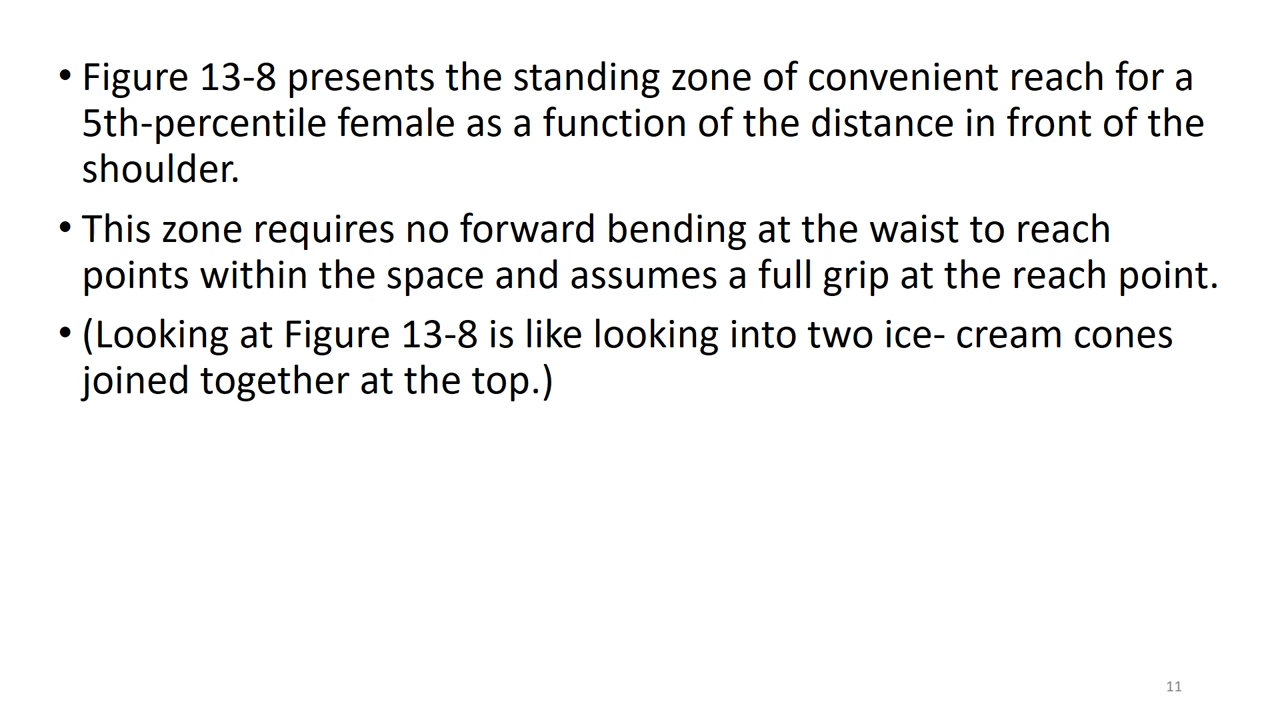 • Figure 13-8 presents the standing zone of convenient reach for a
5th-percentile female as a function of the distance in front of the
shoulder.
• This zone requires no forward bending at the waist to reach
points within the space and assumes a full grip at the reach point.
• (Looking at Figure 13-8 is like looking into two ice- cream cones
joined together at the top.)
11